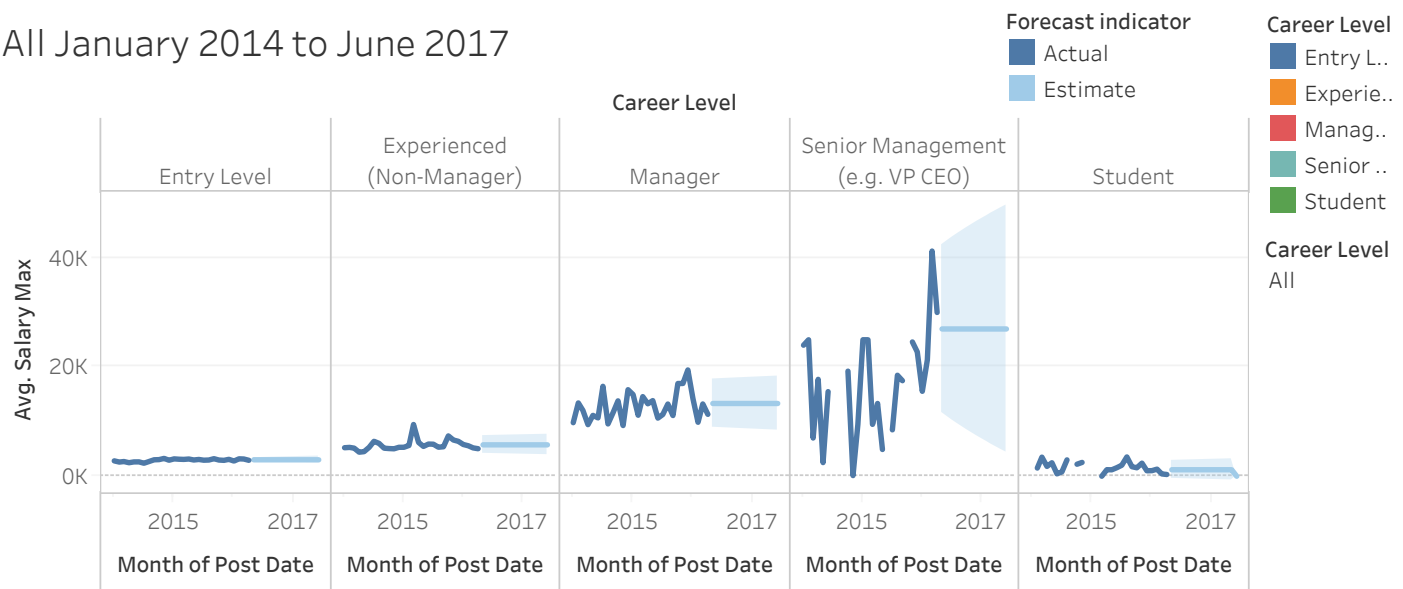 All January 2014 to June 2017
Forecast indicator
Actual
Estimate
Career Level
Entry L..
Experie..
Manag..
Senior ..
Student
Career Level
All
Career Level
Entry Level
Experienced
(Non-Manager)
Manager
Senior Management
(e.g. VP CEO)
Student
Avg. Salary Max
40K
20K
0K
2015 2017 2015 2017 2015 2017 2015 2017 2015 2017
Month of Post Date Month of Post Date Month of Post Date Month of Post Date Month of Post Date